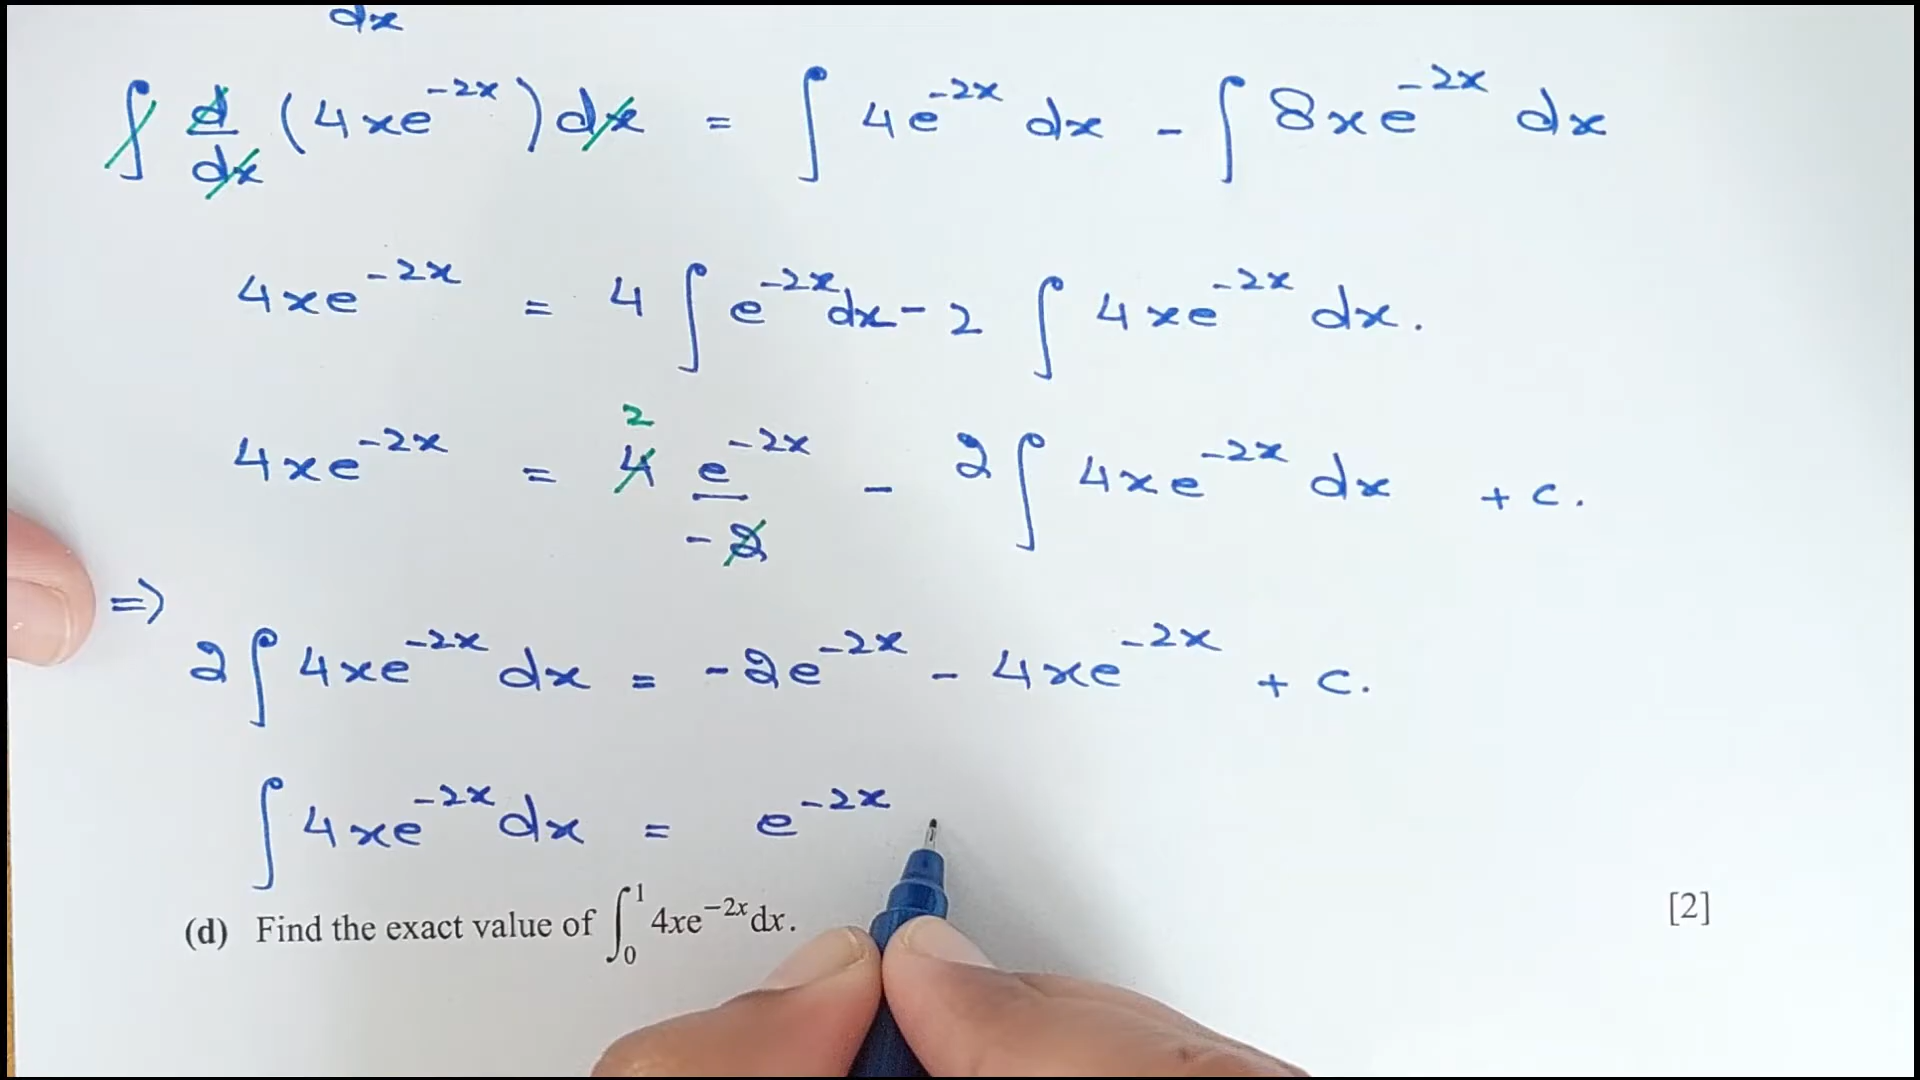 dx
∫ d/dx (4xe^{-2x}) dx = ∫ 4e^{-2x} dx - ∫ 8xe^{-2x} dx
4xe^{-2x} = 4 ∫ e^{-2x} dx - 2 ∫ 4xe^{-2x} dx.
2
4xe^{-2x} = 4 e^{-2x}/-2 - 2 ∫ 4xe^{-2x} dx + c.
⇒
2 ∫ 4xe^{-2x} dx = -2e^{-2x} - 4xe^{-2x} + c.
∫ 4xe^{-2x} dx = e^{-2x}
(d) Find the exact value of ∫_0^1 4xe^{-2x} dx. [2]